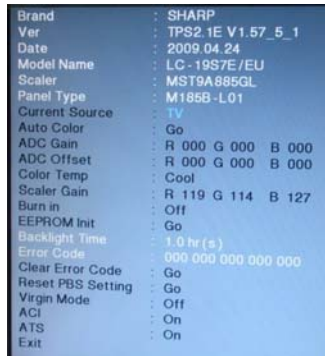 Brand : SHARP
Ver : TPS2.1E V1.57_5_1
Date : 2009.04.24
Model Name : LC-19S7E/EU
Scaler : MST9A885GL
Panel Type : M185B-L01
Current Source : TV
Auto Color : Go
ADC Gain : R 000 G 000 B 000
ADC Offset : R 000 G 000 B 000
Color Temp : Cool
Scaler Gain : R 119 G 114 B 127
Burn in : Off
EEPROM Init : Go
Backlight Time : 1.0 hr(s)
Error Code : 000 000 000 000 000
Clear Error Code : Go
Reset PBS Setting : Go
Virgin Mode : Off
ACI : On
ATS : On
Exit